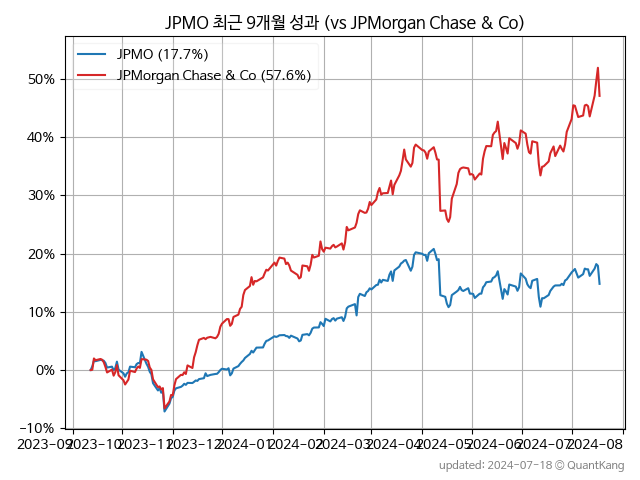 JPMO 최근 9개월 성과 (vs JPMorgan Chase & Co)
JPMO (17.7%)
JPMorgan Chase & Co (57.6%)
50%
40%
30%
20%
10%
0%
-10%
2023-09 2023-10 2023-11 2023-12 2024-01 2024-02 2024-03 2024-04 2024-05 2024-06 2024-07 2024-08
updated: 2024-07-18 © QuantKang